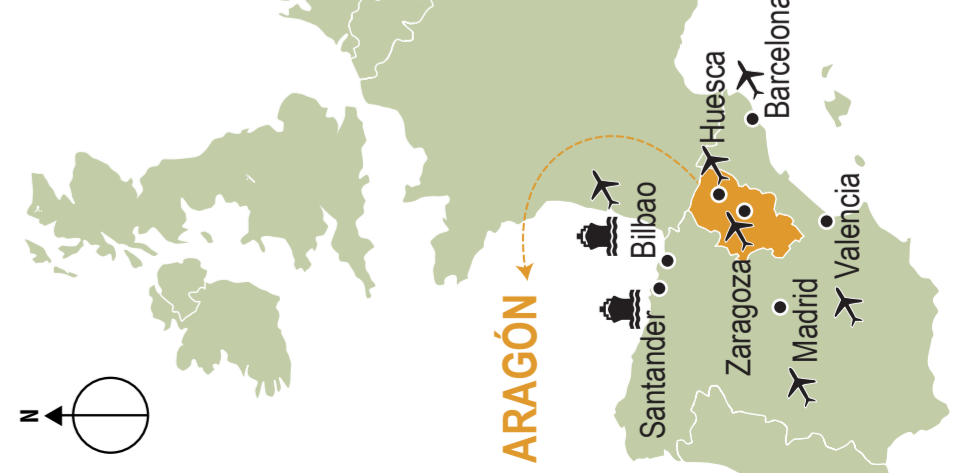 N
ARAGÓN
Santander
Bilbao
Huesca
Barcelona
Zaragoza
Madrid
Valencia